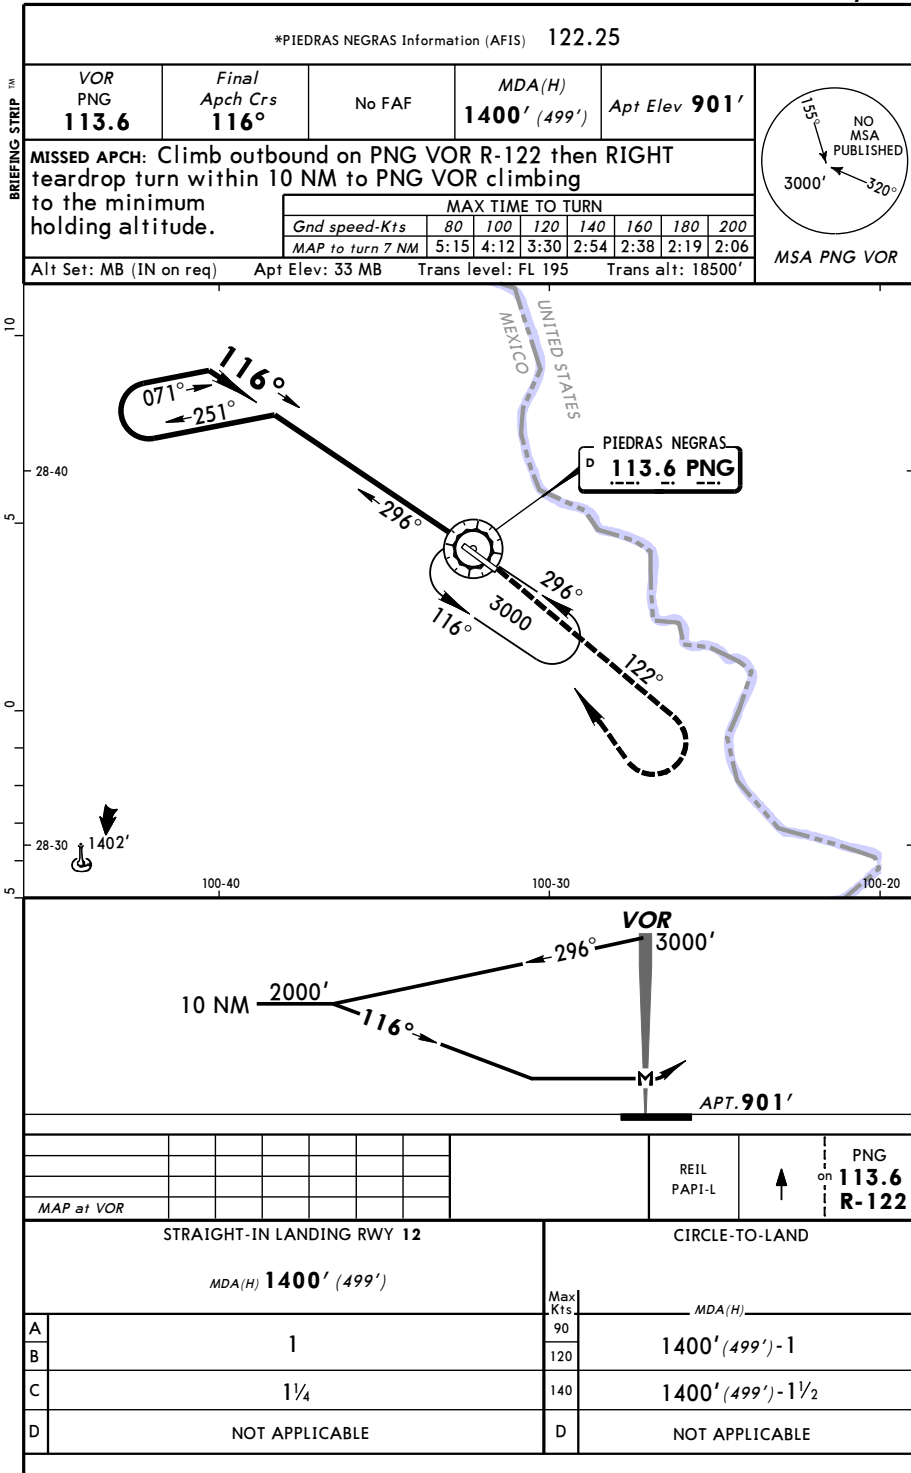 *PIEDRAS NEGRAS Information (AFIS) 122.25
BRIEFING STRIP TM
VOR
PNG
113.6
Final
Apch Crs
116°
No FAF
MDA(H)
1400' (499')
Apt Elev 901'
155°
NO
MSA
PUBLISHED
3000'
320°
MSA PNG VOR
MISSED APCH: Climb outbound on PNG VOR R-122 then RIGHT
teardrop turn within 10 NM to PNG VOR climbing
to the minimum
holding altitude.
MAX TIME TO TURN
Gnd speed-Kts 80 100 120 140 160 180 200
MAP to turn 7 NM 5:15 4:12 3:30 2:54 2:38 2:19 2:06
Alt Set: MB (IN on req) Apt Elev: 33 MB Trans level: FL 195 Trans alt: 18500'
10
UNITED STATES
MEXICO
116°
071°
251°
PIEDRAS NEGRAS
D 113.6 PNG
28-40
5
296°
296°
3000
116°
122°
0
28-30
1402'
5
100-40
100-30
100-20
VOR
3000'
296°
2000'
10 NM
116°
M
APT. 901'
MAP at VOR
REIL
PAPI-L
on
PNG
113.6
R-122
STRAIGHT-IN LANDING RWY 12
MDA(H) 1400' (499')
CIRCLE-TO-LAND
Max
Kts
MDA(H)
A
B
1
90
120
1400' (499') - 1
C
1¼
140
1400' (499') - 1½
D
NOT APPLICABLE
D
NOT APPLICABLE